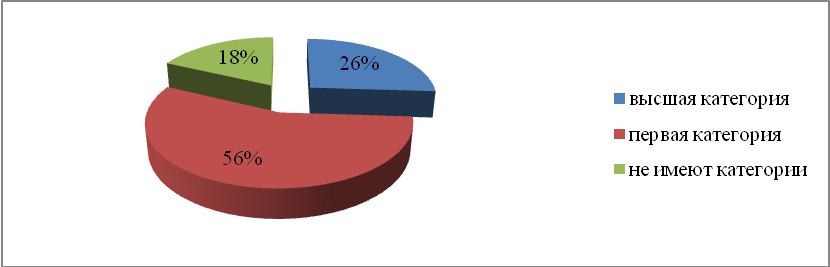 18%
26%
56%
высшая категория
первая категория
не имеют категории